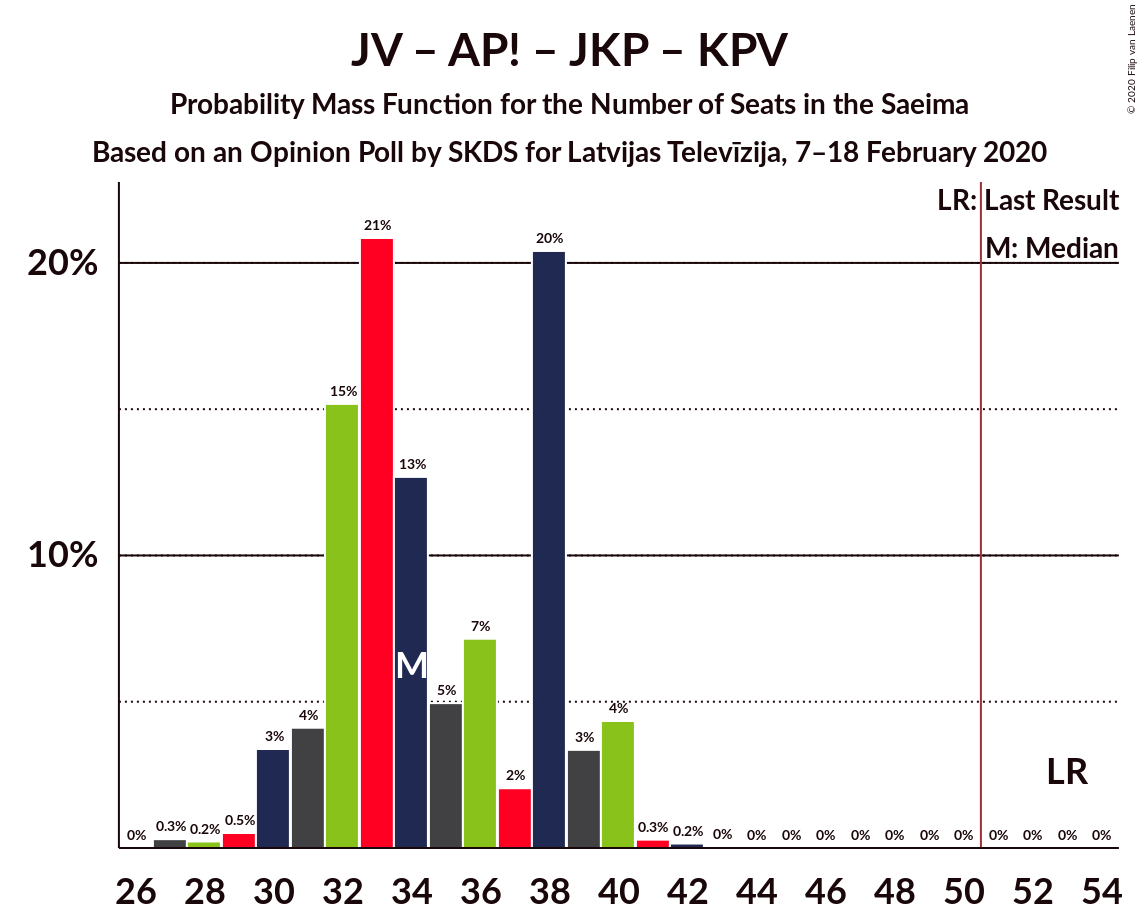 JV – AP! – JKP – KPV
Probability Mass Function for the Number of Seats in the Saeima
Based on an Opinion Poll by SKDS for Latvijas Televīzija, 7–18 February 2020
© 2020 Filip van Laenen
LR: Last Result
M: Median
20%
10%
0% 0.3% 0.2% 0.5% 3% 4% 15% 21% 13% 5% 7% 2% 20% 3% 4% 0.3% 0.2% 0% 0% 0% 0% 0% 0% 0% 0% 0% 0% 0% 0%
M
LR
26 28 30 32 34 36 38 40 42 44 46 48 50 52 54